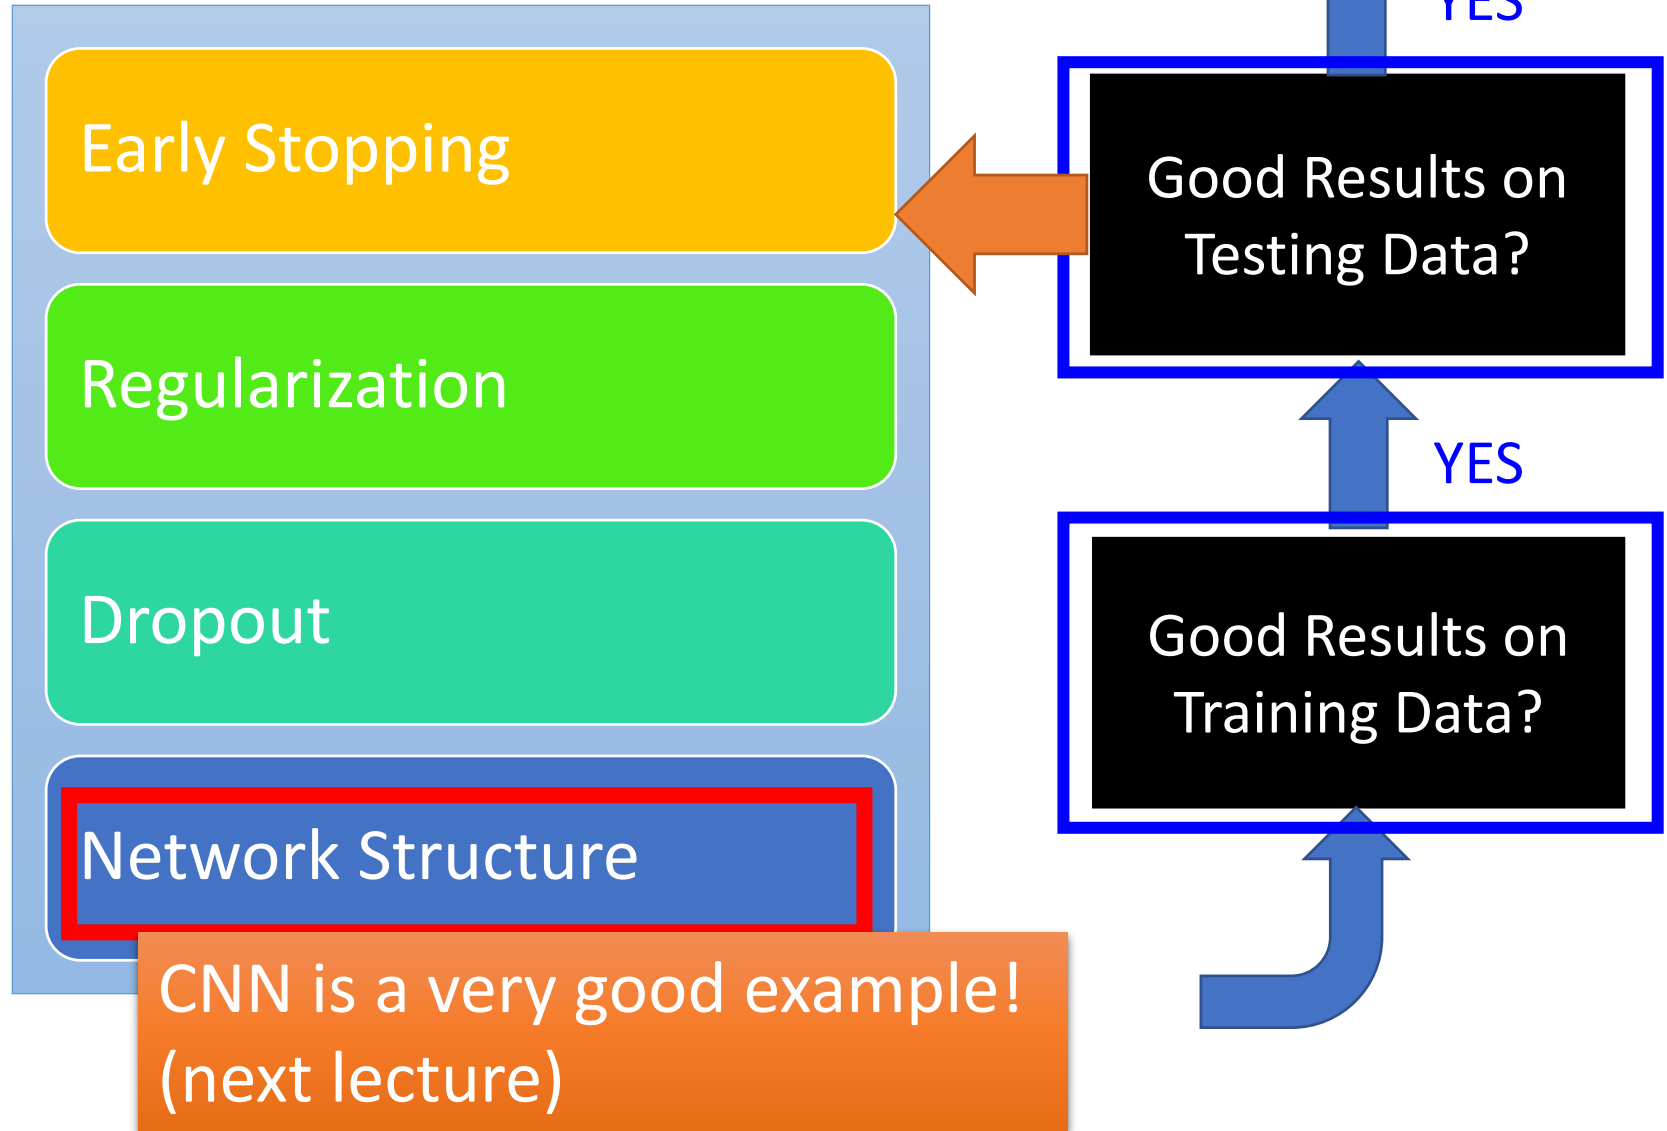 Early Stopping
Regularization
Dropout
Network Structure
CNN is a very good example!
(next lecture)
YES
Good Results on
Testing Data?
YES
Good Results on
Training Data?